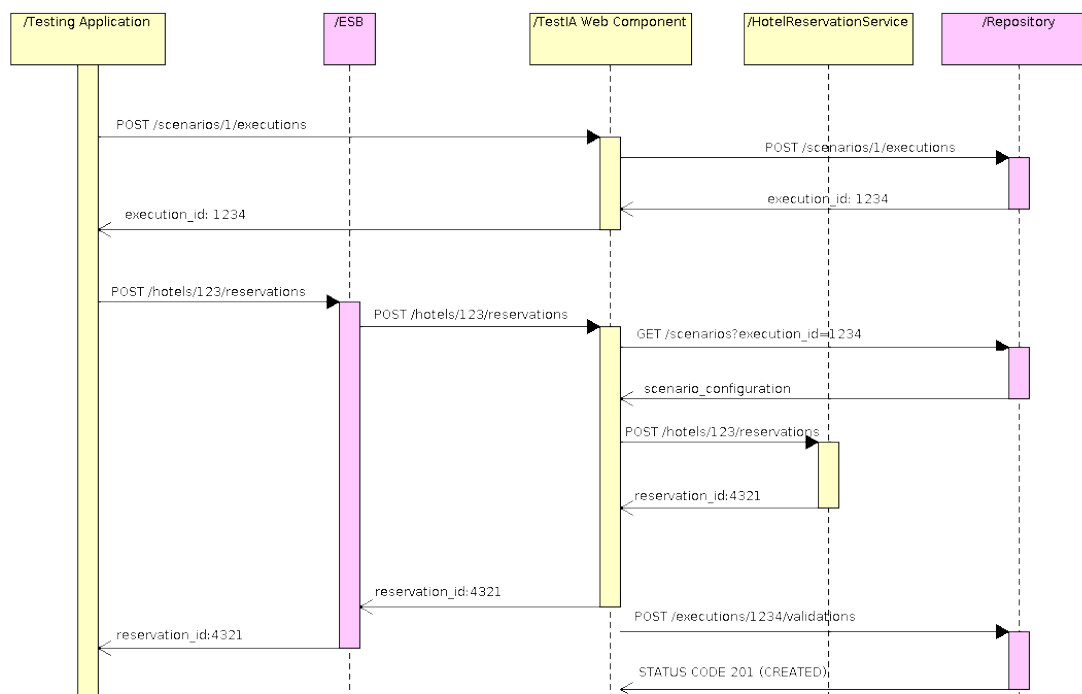 /Testing Application
/ESB
/TestIA Web Component
/HotelReservationService
/Repository
POST /scenarios/1/executions
POST /scenarios/1/executions
execution_id: 1234
execution_id: 1234
POST /hotels/123/reservations
POST /hotels/123/reservations
GET /scenarios?execution_id=1234
scenario_configuration
POST /hotels/123/reservations
reservation_id:4321
reservation_id:4321
POST /executions/1234/validations
reservation_id:4321
STATUS CODE 201 (CREATED)